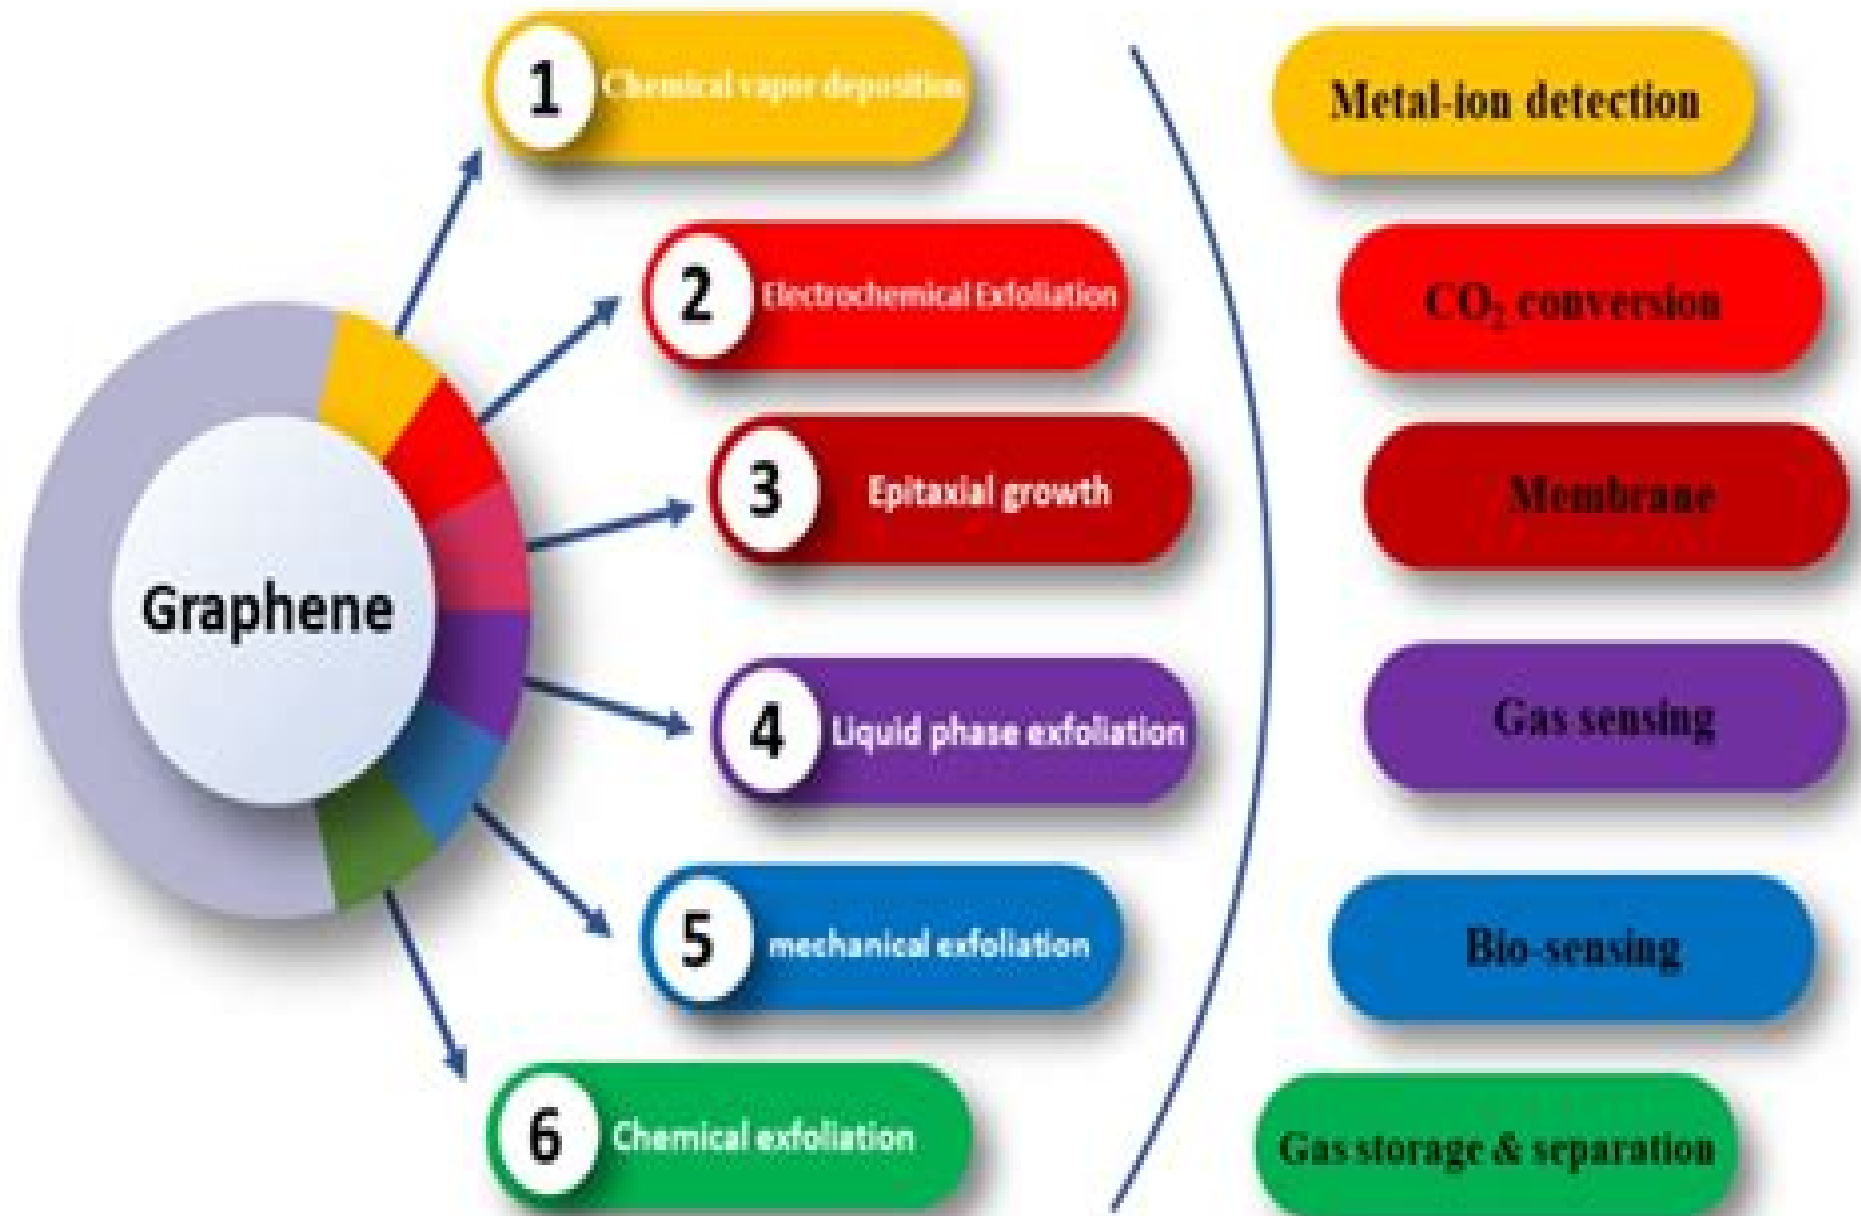 1 Chemical vapor deposition
2 Electrochemical Exfoliation
3 Epitaxial growth
Graphene
4 Liquid phase exfoliation
5 mechanical exfoliation
6 Chemical exfoliation
Metal-ion detection
CO₂ conversion
Membrane
Gas sensing
Bio-sensing
Gas storage & separation